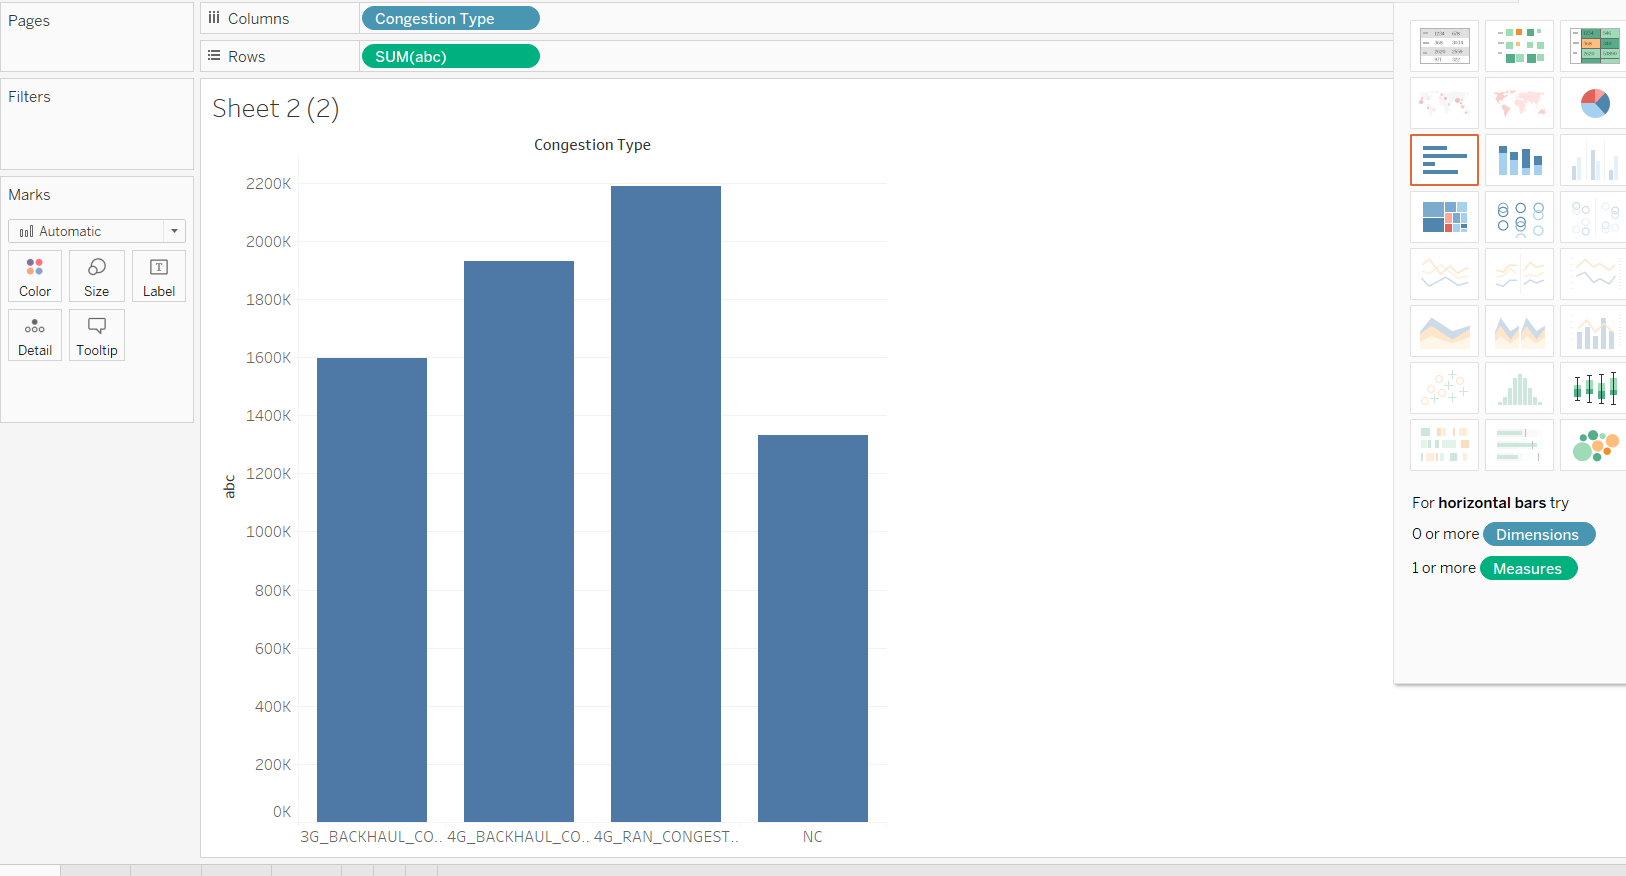 Pages
Columns
Congestion Type
Rows
SUM(abc)
Filters
Marks
Automatic
Color
Size
Label
Detail
Tooltip
Sheet 2 (2)
Congestion Type
abc
2200K
2000K
1800K
1600K
1400K
1200K
1000K
800K
600K
400K
200K
0K
3G_BACKHAUL_CO..
4G_BACKHAUL_CO..
4G_RAN_CONGEST..
NC
For horizontal bars try
0 or more Dimensions
1 or more Measures